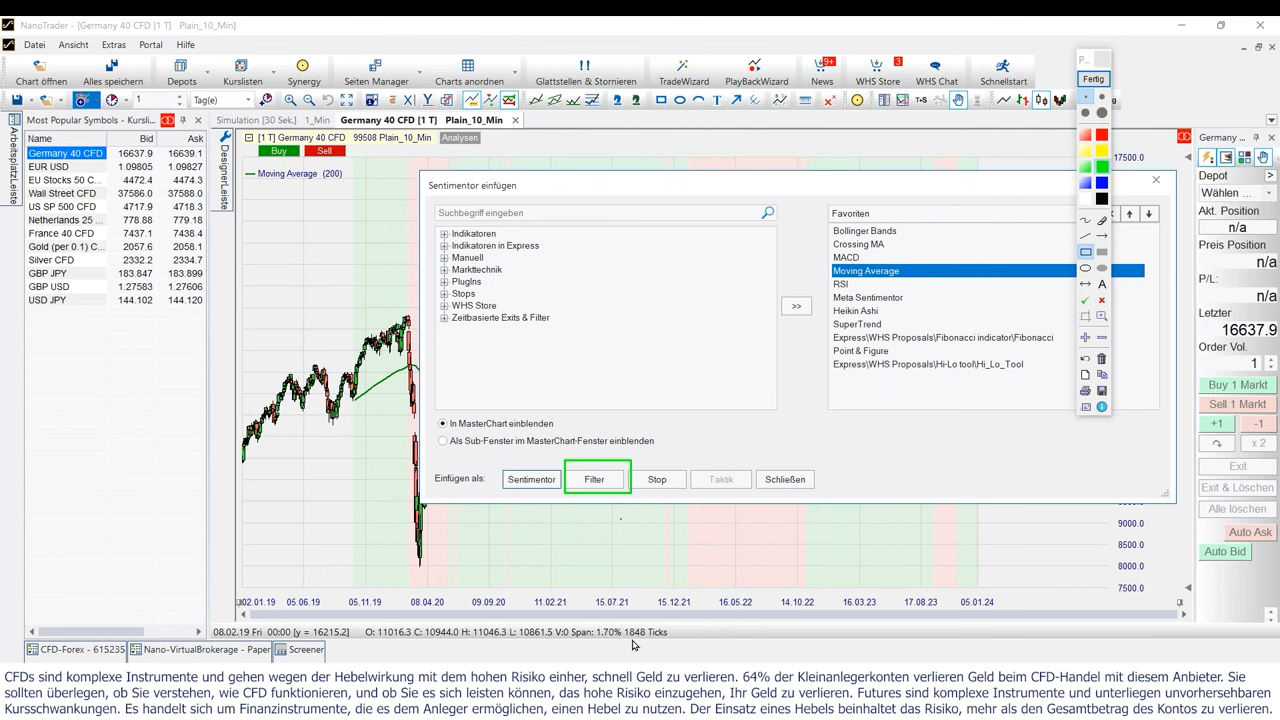 NanoTrader - [Germany 40 CFD [1 T] Plain_10_Min]
Datei Ansicht Extras Portal Hilfe
9+ 3
Chart öffnen Alles speichern Depots Kurslisten Synergy Seiten Manager Charts anordnen Glattstellen & Stornieren TradeWizard PlayBackWizard News WHS Store WHS Chat Schnellstart
1 Tag(e)
Most Popular Symbols - Kursli...
Simulation [30 Sek.] 1_Min Germany 40 CFD [1 T] Plain_10_Min
Germany ...
Arbeitsplatzleiste
DesignerLeiste
Name Bid Ask
Germany 40 CFD 16637.9 16639.1
EUR USD 1.09805 1.09827
EU Stocks 50 C... 4472.4 4474.3
Wall Street CFD 37586.0 37588.0
US SP 500 CFD 4717.9 4718.3
Netherlands 25 ... 778.88 779.18
France 40 CFD 7437.1 7438.4
Gold (per 0.1) C... 2057.6 2058.1
Silver CFD 2332.2 2334.7
GBP JPY 183.847 183.899
GBP USD 1.27583 1.27606
USD JPY 144.102 144.120
[1 T] Germany 40 CFD 99508 Plain_10_Min Analysen
Buy Sell
Moving Average (200)
17500.0
Sentimentor einfügen
Suchbegriff eingeben
Indikatoren
Indikatoren in Express
Manuell
Markttechnik
PlugIns
Stops
WHS Store
Zeitbasierte Exits & Filter
>>
Favoriten
Bollinger Bands
Crossing MA
MACD
Moving Average
RSI
Meta Sentimentor
Heikin Ashi
SuperTrend
Express\WHS Proposals\Fibonacci indicator\Fibonacci
Point & Figure
Express\WHS Proposals\Hi-Lo tool\Hi_Lo_Tool
In MasterChart einblenden
Als Sub-Fenster im MasterChart-Fenster einblenden
Einfügen als: Sentimentor Filter Stop Taktik Schließen
P...
Fertig
A
Depot
>
Wählen ...
Akt. Position
n/a
Preis Position
n/a
P/L:
n/a
Letzter
16637.9
Order Vol.
1
Buy 1 Markt
Sell 1 Markt
+1 -1
x 2
Exit
Exit & Löschen
Alle löschen
Auto Ask
Auto Bid
9000.0
8500.0
8000.0
7500.0
02.01.19 05.06.19 05.11.19 08.04.20 09.09.20 11.02.21 15.07.21 15.12.21 16.05.22 14.10.22 16.03.23 17.08.23 05.01.24
08.02.19 Fri 00:00 [y = 16215.2] O: 11016.3 C: 10944.0 H: 11046.3 L: 10861.5 V:0 Span: 1.70% 1848 Ticks
CFD-Forex - 615235 Nano-VirtualBrokerage - Paper Screener
CFDs sind komplexe Instrumente und gehen wegen der Hebelwirkung mit dem hohen Risiko einher, schnell Geld zu verlieren. 64% der Kleinanlegerkonten verlieren Geld beim CFD-Handel mit diesem Anbieter. Sie
sollten überlegen, ob Sie verstehen, wie CFD funktionieren, und ob Sie es sich leisten können, das hohe Risiko einzugehen, Ihr Geld zu verlieren. Futures sind komplexe Instrumente und unterliegen unvorhersehbaren
Kursschwankungen. Es handelt sich um Finanzinstrumente, die es dem Anleger ermöglichen, einen Hebel zu nutzen. Der Einsatz eines Hebels beinhaltet das Risiko, mehr als den Gesamtbetrag des Kontos zu verlieren.